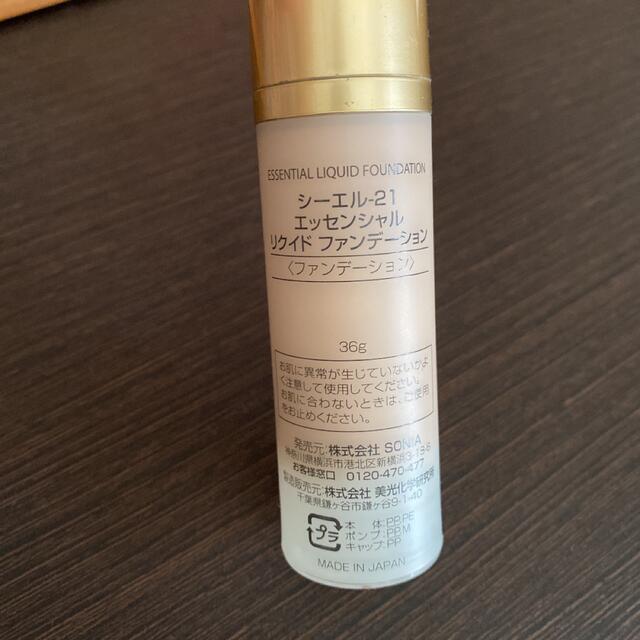 ESSENTIAL LIQUID FOUNDATION
シーエル-21
エッセンシャル
リクイド ファンデーション
〈ファンデーション〉
36g
お肌に異常が生じていないかよ
く注意して使用してください。
お肌に合わないときは、ご使用
をお止めください。
発売元:株式会社 SONIA
神奈川県横浜市港北区新横浜3-13-6
お客様窓口 0120-470-477
製造販売元:株式会社 美光化学研究所
千葉県鎌ヶ谷市鎌ヶ谷9-1-40
プラ
本 体:PP,PE
ポンプ:PP,M
キャップ:PP
MADE IN JAPAN